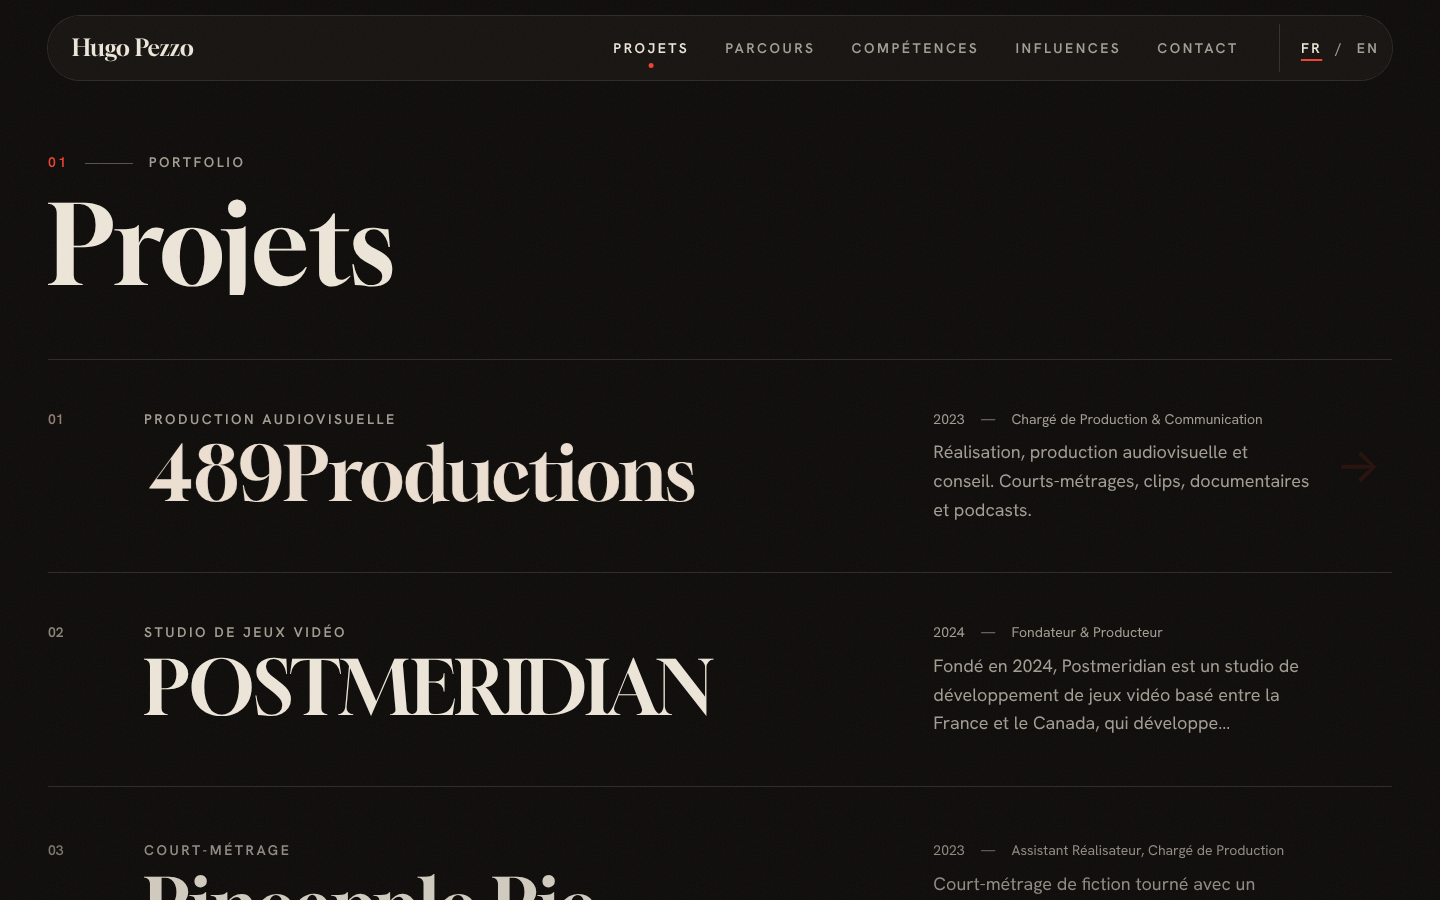 Hugo Pezzo
PROJETS
PARCOURS
COMPÉTENCES
INFLUENCES
CONTACT
FR / EN
01 PORTFOLIO
Projets
01
PRODUCTION AUDIOVISUELLE
489Productions
2023 — Chargé de Production & Communication
Réalisation, production audiovisuelle et
conseil. Courts-métrages, clips, documentaires
et podcasts.
02
STUDIO DE JEUX VIDÉO
POSTMERIDIAN
2024 — Fondateur & Producteur
Fondé en 2024, Postmeridian est un studio de
développement de jeux vidéo basé entre la
France et le Canada, qui développe...
03
COURT-MÉTRAGE
Pineapple Pie
2023 — Assistant Réalisateur, Chargé de Production
Court-métrage de fiction tourné avec un